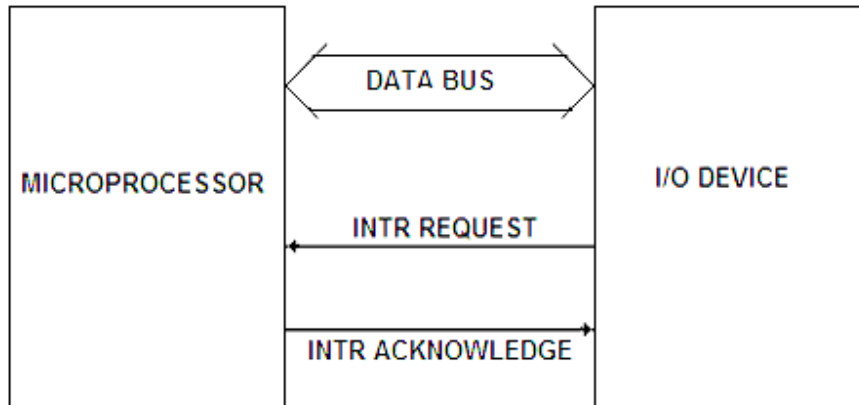 DATA BUS
MICROPROCESSOR
I/O DEVICE
INTR REQUEST
INTR ACKNOWLEDGE